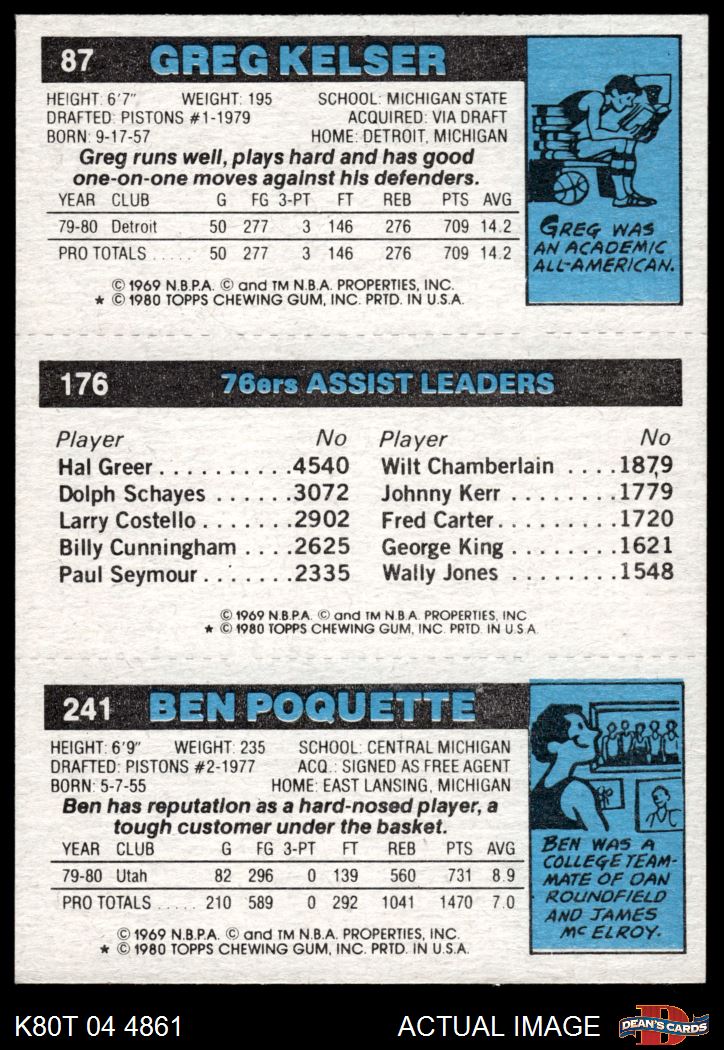 87 GREG KELSER
HEIGHT: 6'7" WEIGHT: 195 SCHOOL: MICHIGAN STATE
DRAFTED: PISTONS #1-1979 ACQUIRED: VIA DRAFT
BORN: 9-17-57 HOME: DETROIT, MICHIGAN
Greg runs well, plays hard and has good
one-on-one moves against his defenders.
YEAR CLUB G FG 3-PT FT REB PTS AVG
79-80 Detroit 50 277 3 146 276 709 14.2
PRO TOTALS ..... 50 277 3 146 276 709 14.2
© 1969 N.B.P.A. © and TM N.B.A. PROPERTIES, INC.
* © 1980 TOPPS CHEWING GUM, INC. PRTD. IN U.S.A.
GREG WAS
AN ACADEMIC
ALL-AMERICAN.
176 76ers ASSIST LEADERS
Player No Player No
Hal Greer..........4540 Wilt Chamberlain ....1879
Dolph Schayes ......3072 Johnny Kerr ........1779
Larry Costello.......2902 Fred Carter.........1720
Billy Cunningham ....2625 George King ........1621
Paul Seymour.......2335 Wally Jones ........1548
© 1969 N.B.P.A. © and TM N.B.A. PROPERTIES, INC
* © 1980 TOPPS CHEWING GUM, INC. PRTD. IN U.S.A.
241 BEN POQUETTE
HEIGHT: 6'9" WEIGHT: 235 SCHOOL: CENTRAL MICHIGAN
DRAFTED: PISTONS #2-1977 ACQ.: SIGNED AS FREE AGENT
BORN: 5-7-55 HOME: EAST LANSING, MICHIGAN
Ben has reputation as a hard-nosed player, a
tough customer under the basket.
YEAR CLUB G FG 3-PT FT REB PTS AVG
79-80 Utah 82 296 0 139 560 731 8.9
PRO TOTALS ..... 210 589 0 292 1041 1470 7.0
© 1969 N.B.P.A. © and TM N.B.A. PROPERTIES, INC.
* © 1980 TOPPS CHEWING GUM, INC. PRTD. IN U.S.A.
BEN WAS A
COLLEGE TEAM-
MATE OF DAN
ROUNDFIELD
AND JAMES
McELROY.
K80T 04 4861 ACTUAL IMAGE DEAN'S CARDS